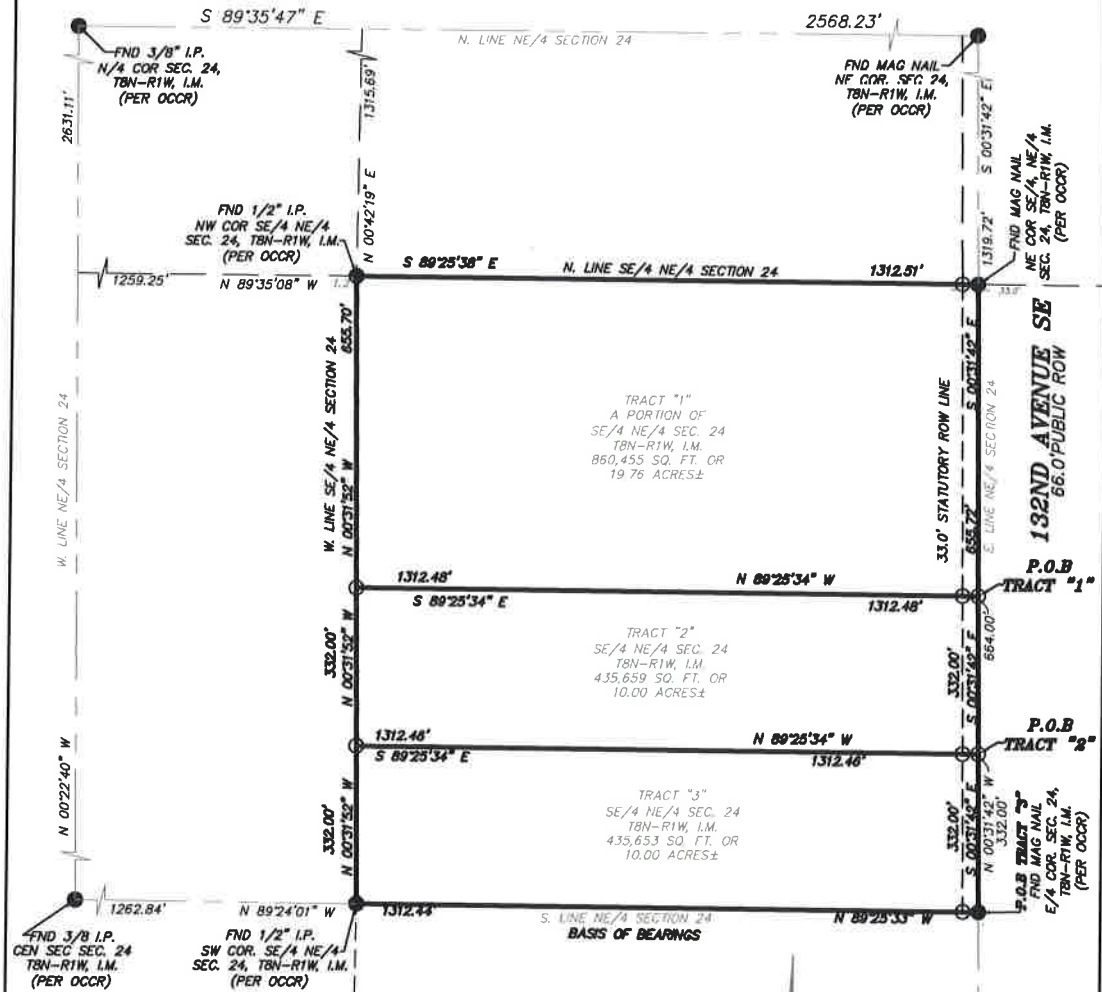 S 89°35'47" E
2568.23'
N. LINE NE/4 SECTION 24
FND 3/8" I.P.
N/4 COR SEC. 24,
T8N-R1W, I.M.
(PER OCCR)
FND MAG NAIL
NE COR. SEC 24,
T8N-R1W, I.M.
(PER OCCR)
2631.11'
1315.69'
N 00°42'19" E
S 00°31'42" E
1319.72'
FND MAG NAIL
NE COR SE/4, NE/4
SEC. 24, T8N-R1W, I.M.
(PER OCCR)
FND 1/2" I.P.
NW COR SE/4 NE/4
SEC. 24, T8N-R1W, I.M.
(PER OCCR)
1259.25'
N 89°35'08" W
S 89°25'38" E
N. LINE SE/4 NE/4 SECTION 24
1312.51'
33.0'
W. LINE NE/4 SECTION 24
N 00°22'40" W
W. LINE SE/4 NE/4 SECTION 24
655.70'
N 00°31'52" W
TRACT "1"
A PORTION OF
SE/4 NE/4 SEC. 24
T8N-R1W, I.M.
860,455 SQ. FT. OR
19.76 ACRES±
33.0' STATUTORY ROW LINE
S 00°31'42" E
655.72'
E. LINE NE/4 SECTION 24
132ND AVENUE SE
66.0' PUBLIC ROW
P.O.B
TRACT "1"
1312.48'
N 89°25'34" W
S 89°25'34" E
1312.48'
664.00'
332.00'
N 00°31'52" W
TRACT "2"
SE/4 NE/4 SEC. 24
T8N-R1W, I.M.
435,659 SQ. FT. OR
10.00 ACRES±
332.00'
S 00°31'42" E
P.O.B
TRACT "2"
1312.46'
N 89°25'34" W
S 89°25'34" E
1312.46'
332.00'
N 00°31'52" W
TRACT "3"
SE/4 NE/4 SEC. 24
T8N-R1W, I.M.
435,653 SQ. FT. OR
10.00 ACRES±
332.00'
S 00°31'42" E
N 00°31'42" W
332.00'
P.O.B TRACT "3"
FND MAG NAIL
E/4 COR. SEC. 24,
T8N-R1W, I.M.
(PER OCCR)
1262.84'
N 89°24'01" W
1312.44'
S. LINE NE/4 SECTION 24
N 89°25'33" W
BASIS OF BEARINGS
FND 3/8 I.P.
CEN SEC SEC. 24
T8N-R1W, I.M.
(PER OCCR)
FND 1/2" I.P.
SW COR. SE/4 NE/4
SEC. 24, T8N-R1W, I.M.
(PER OCCR)